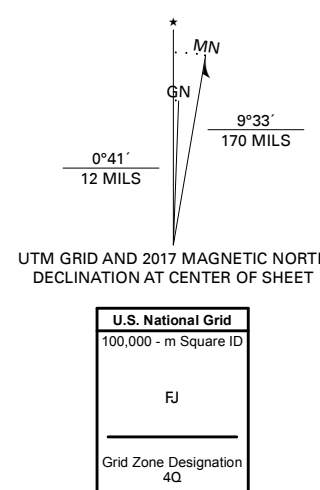 ★
MN
GN
9°33´
170 MILS
0°41´
12 MILS
UTM GRID AND 2017 MAGNETIC NORTH
DECLINATION AT CENTER OF SHEET
U.S. National Grid
100,000 - m Square ID
FJ
Grid Zone Designation
4Q